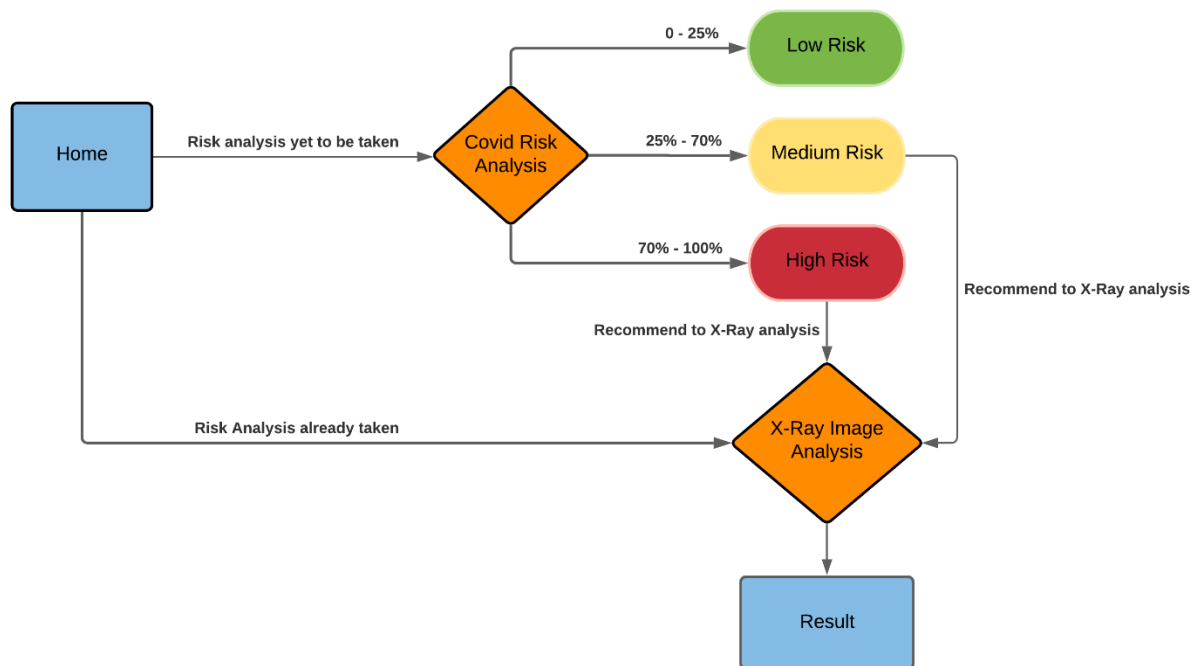 0 - 25%
Low Risk
Home
Risk analysis yet to be taken
Covid Risk
Analysis
25% - 70%
Medium Risk
70% - 100%
High Risk
Recommend to X-Ray analysis
Recommend to X-Ray analysis
Risk Analysis already taken
X-Ray Image
Analysis
Result